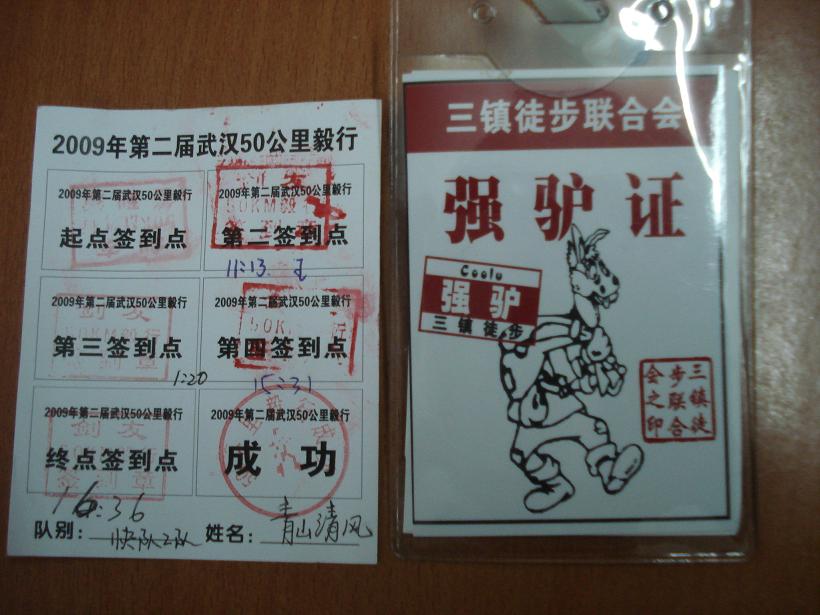 2009年第二届武汉50公里毅行
2009年第二届武汉50公里毅行
起点签到点
2009年第二届武汉50公里毅行
第二签到点
11:13
2009年第二届武汉50公里毅行
第三签到点
1:20
2009年第二届武汉50公里毅行
第四签到点
15:31
2009年第二届武汉50公里毅行
终点签到点
剑友
签到章
16:36
2009年第二届武汉50公里毅行
成功
队别：快队2队 姓名：青山清风
三镇徒步联合会
强驴证
Coolu
强驴
三镇徒步
三镇徒
步联合
会之印